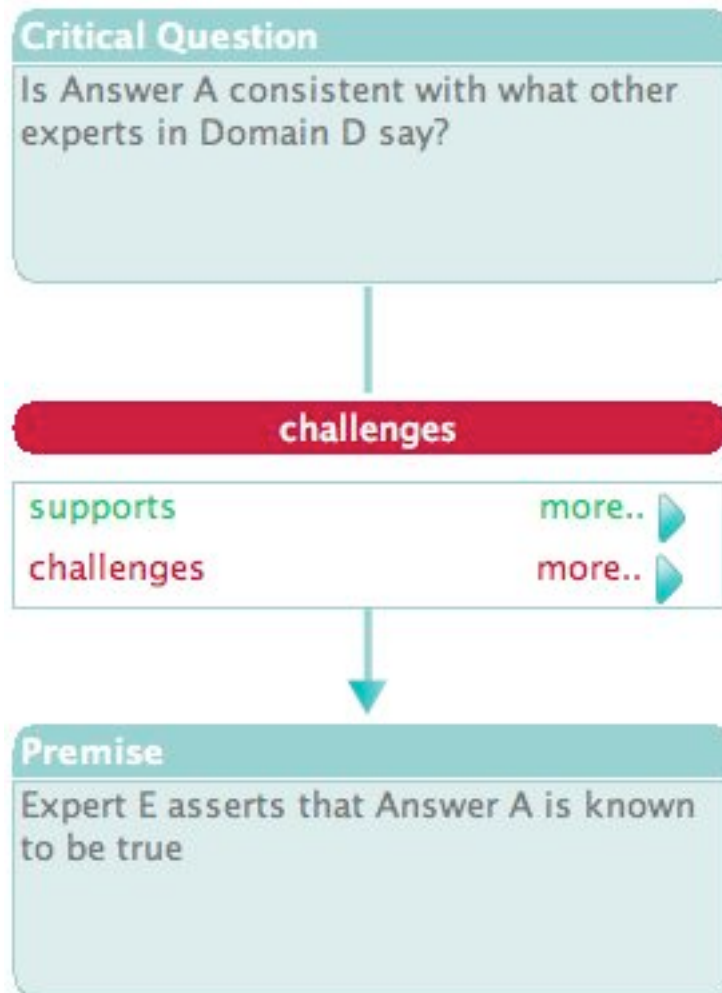 Critical Question
Is Answer A consistent with what other
experts in Domain D say?
challenges
supports more..
challenges more..
Premise
Expert E asserts that Answer A is known
to be true